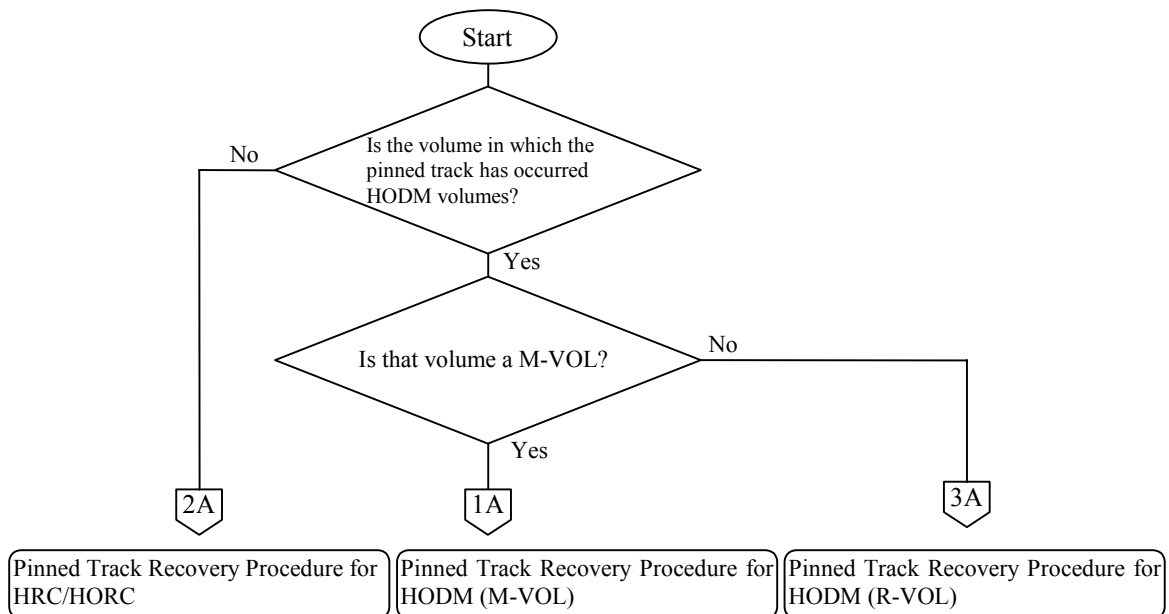 Start
Is the volume in which the
pinned track has occurred
HODM volumes?
No
Yes
Is that volume a M-VOL?
No
Yes
2A
1A
3A
Pinned Track Recovery Procedure for
HRC/HORC
Pinned Track Recovery Procedure for
HODM (M-VOL)
Pinned Track Recovery Procedure for
HODM (R-VOL)